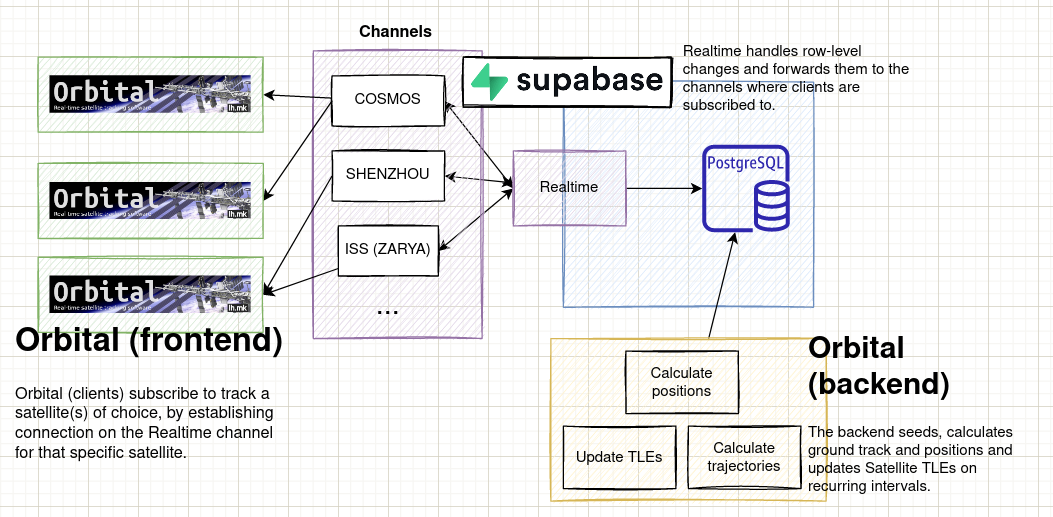 Channels
Orbital
Real-time satellite tracking software
lh.mk
Orbital
Real-time satellite tracking software
lh.mk
Orbital
Real-time satellite tracking software
lh.mk
COSMOS
SHENZHOU
ISS (ZARYA)
...
supabase
Realtime handles row-level
changes and forwards them to the
channels where clients are
subscribed to.
Realtime
PostgreSQL
Orbital (frontend)
Orbital (clients) subscribe to track a
satellite(s) of choice, by establishing
connection on the Realtime channel
for that specific satellite.
Calculate
positions
Update TLEs
Calculate
trajectories
Orbital
(backend)
The backend seeds, calculates
ground track and positions and
updates Satellite TLEs on
recurring intervals.